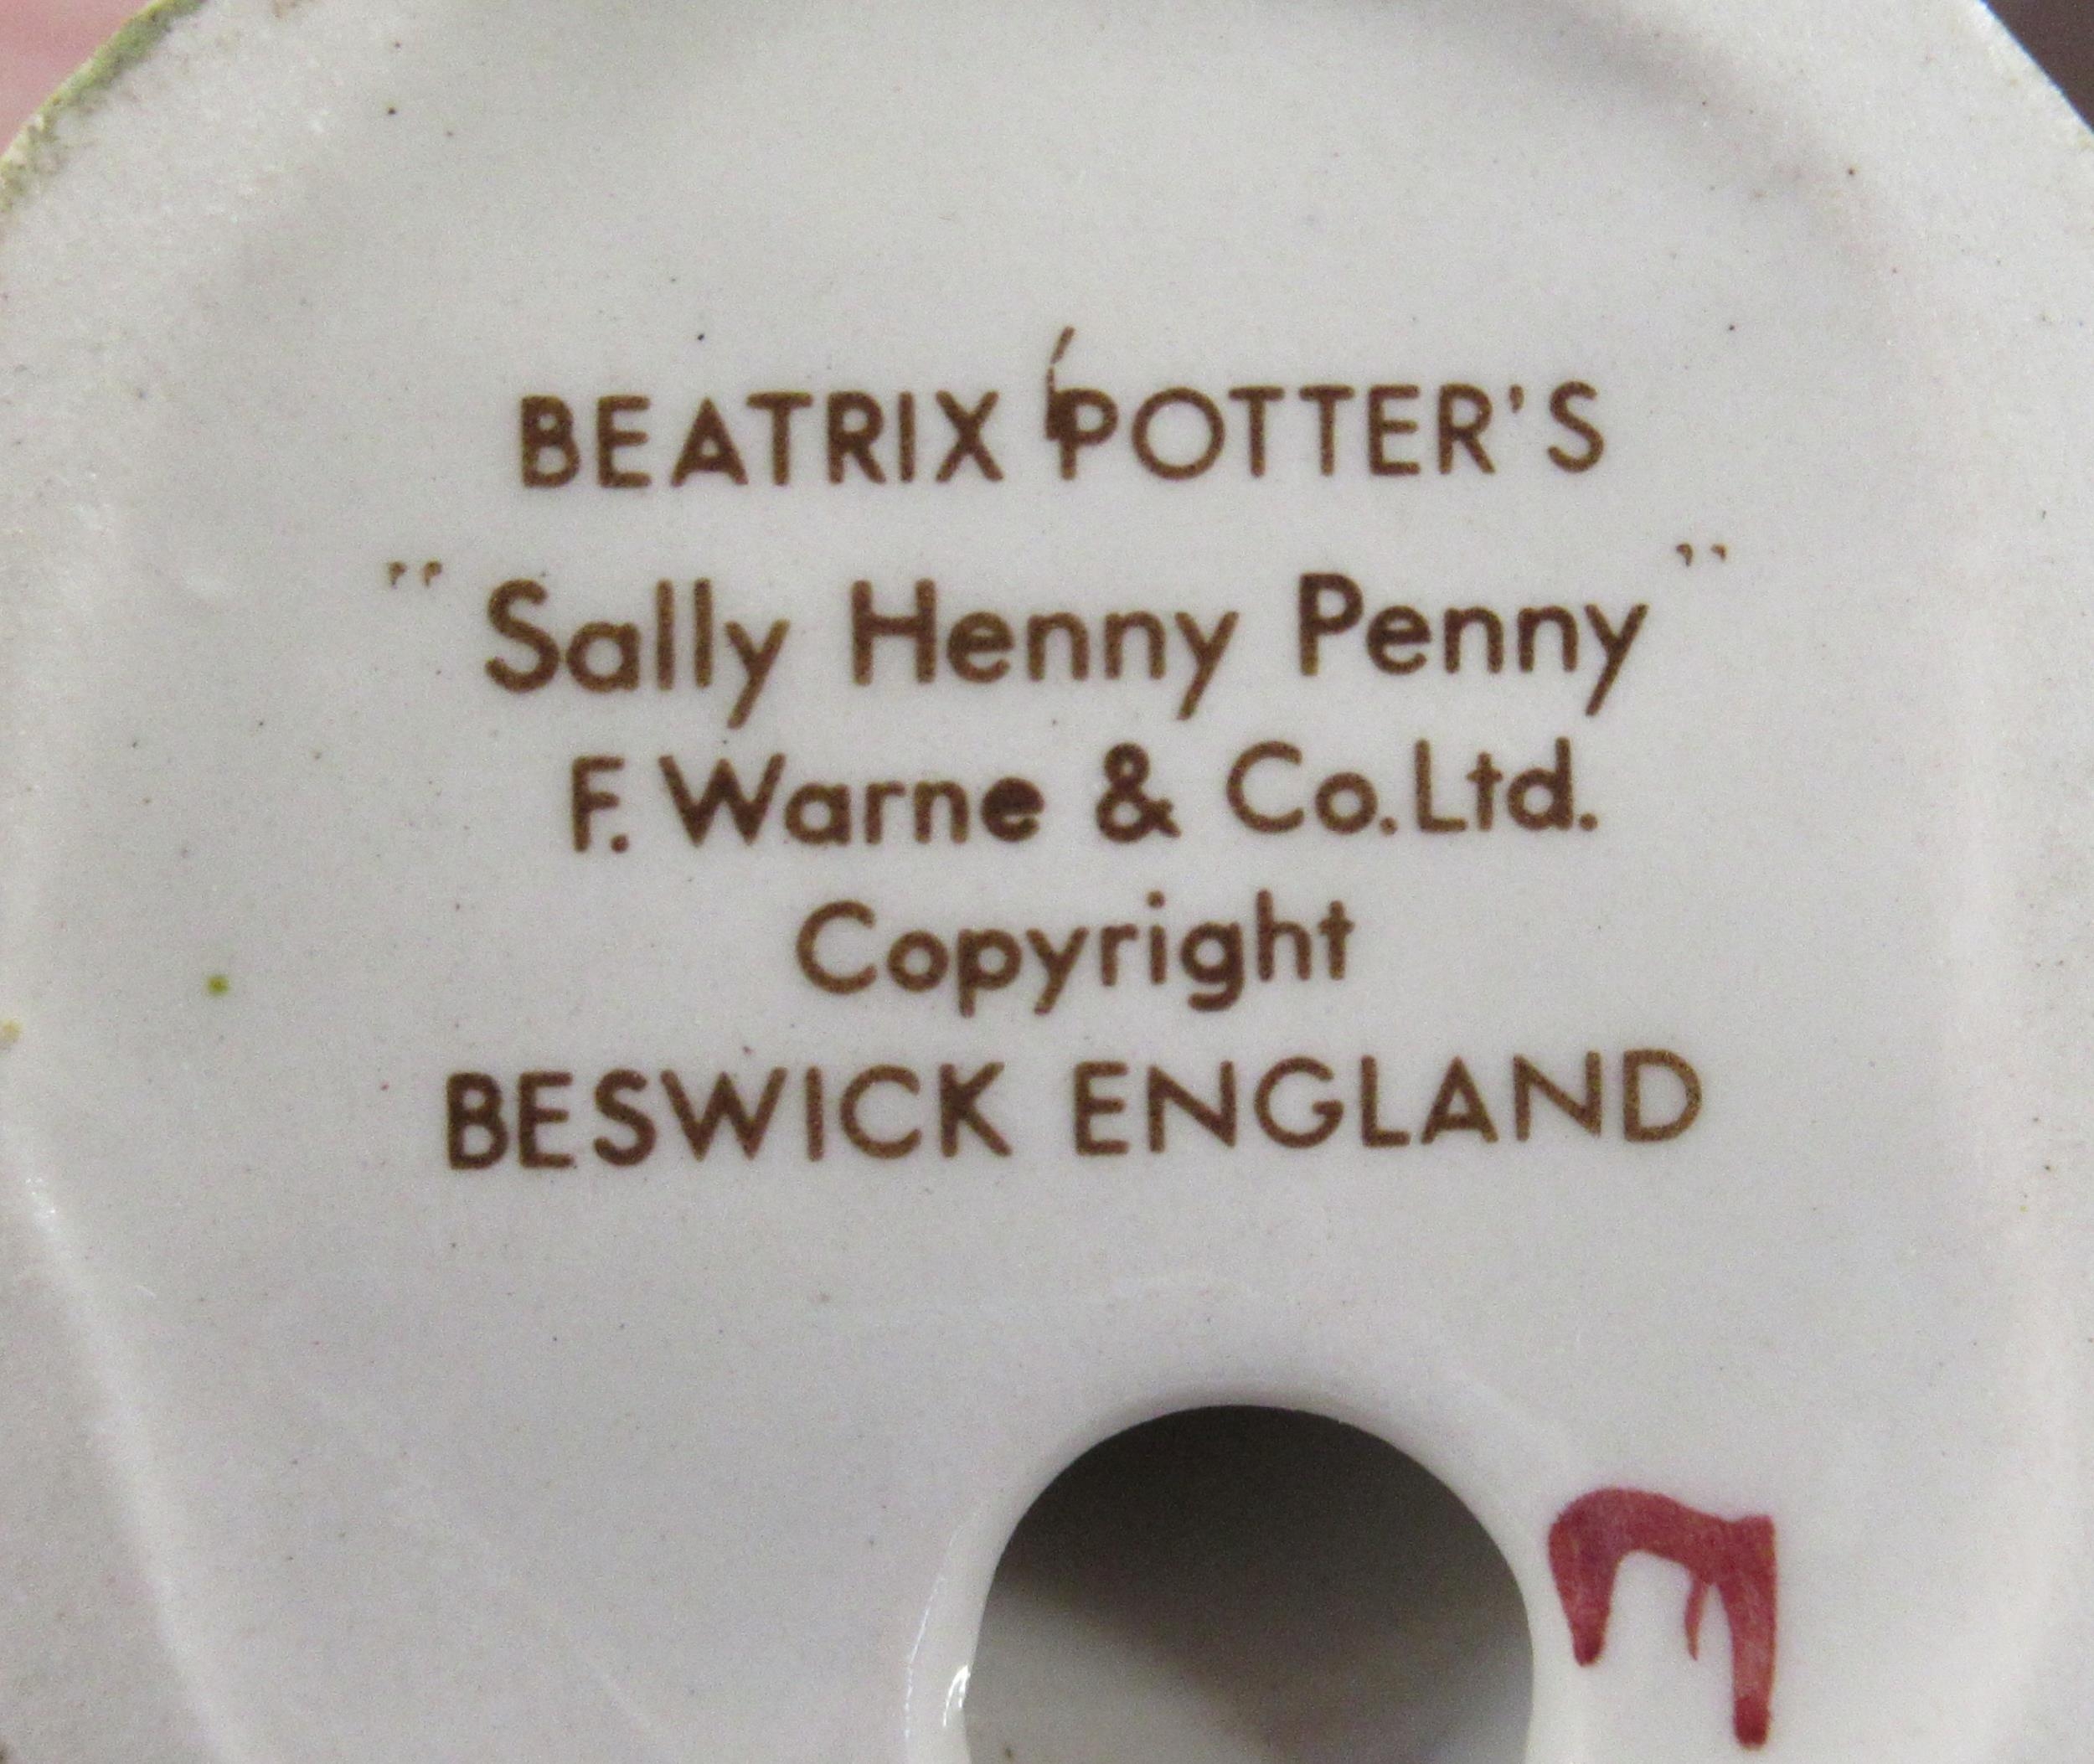 BEATRIX POTTER'S
"Sally Henny Penny"
F. Warne & Co. Ltd.
Copyright
BESWICK ENGLAND